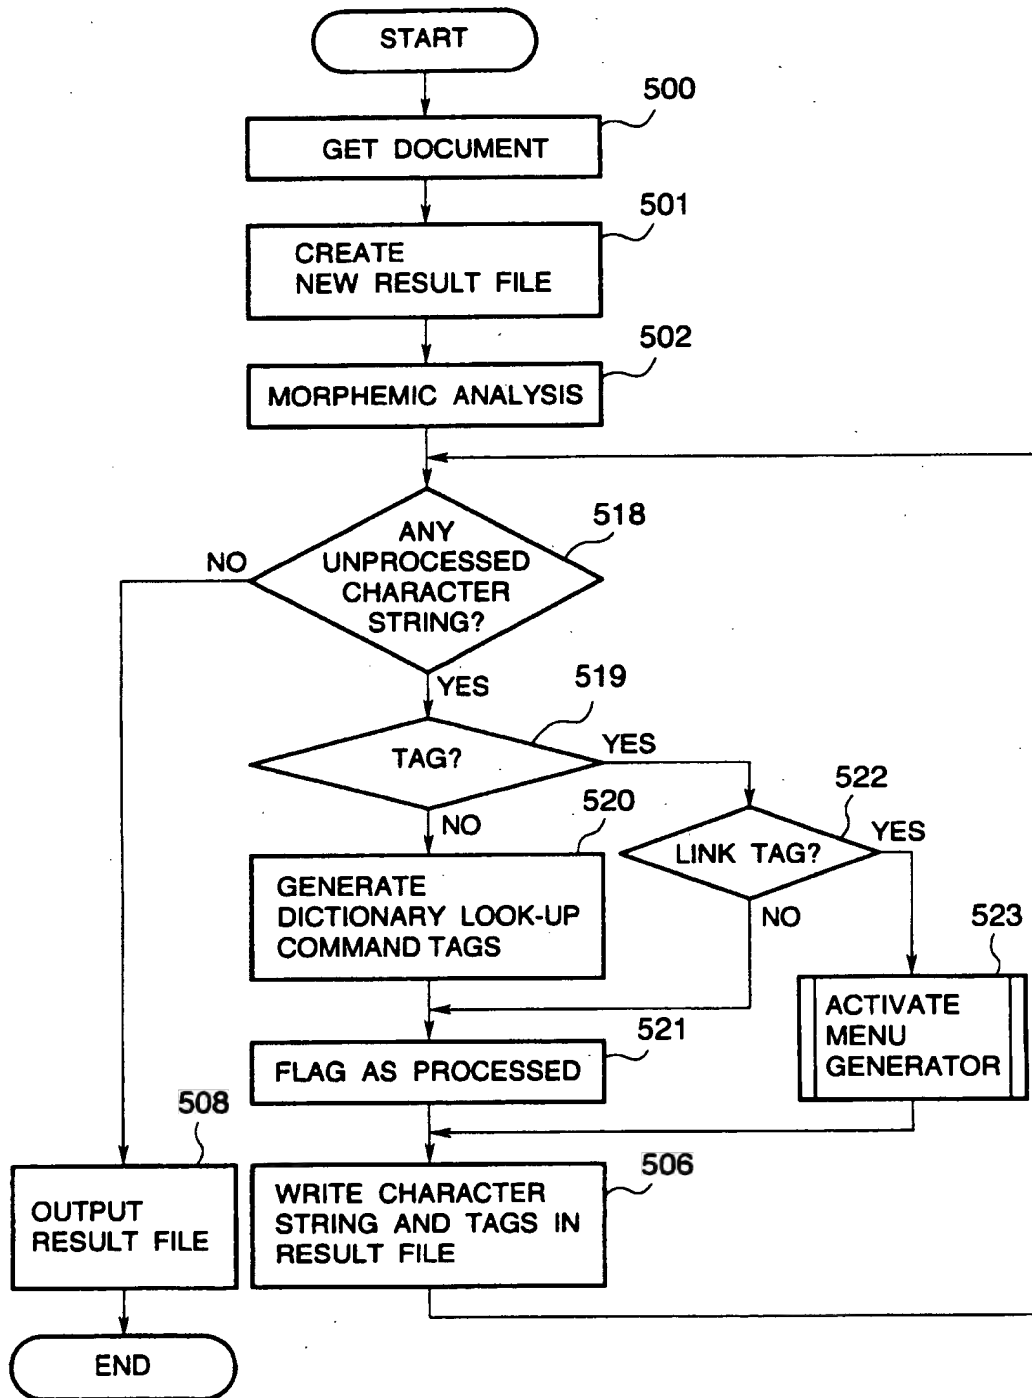 START
500
GET DOCUMENT
501
CREATE
NEW RESULT FILE
502
MORPHEMIC ANALYSIS
518
ANY
UNPROCESSED
CHARACTER
STRING?
NO
YES
519
TAG?
YES
NO
522
LINK TAG?
YES
NO
520
GENERATE
DICTIONARY LOOK-UP
COMMAND TAGS
523
ACTIVATE
MENU
GENERATOR
521
FLAG AS PROCESSED
506
WRITE CHARACTER
STRING AND TAGS IN
RESULT FILE
508
OUTPUT
RESULT FILE
END